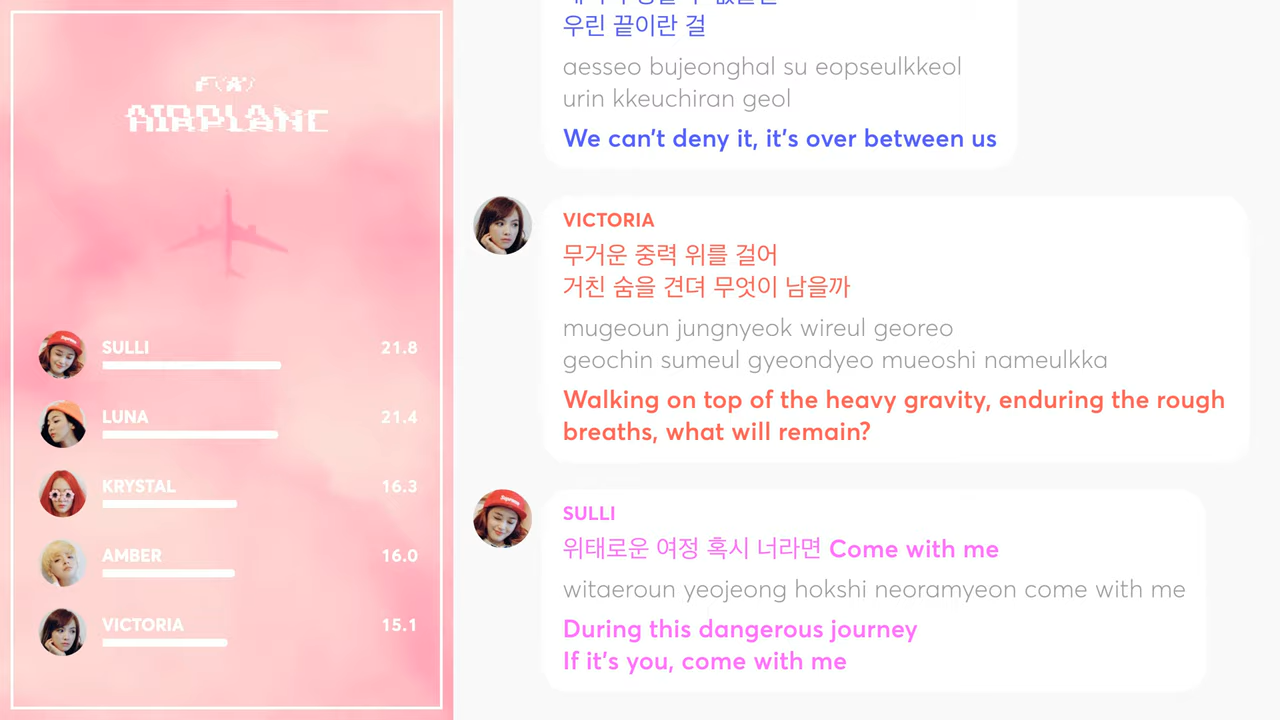 F(X)
AIRPLANE
SULLI 21.8
LUNA 21.4
KRYSTAL 16.3
AMBER 16.0
VICTORIA 15.1
우린 끝이란 걸
aesseo bujeonghal su eopseulkkeol
urin kkeuchiran geol
We can't deny it, it's over between us
VICTORIA
무거운 중력 위를 걸어
거친 숨을 견뎌 무엇이 남을까
mugeoun jungnyeok wireul georeo
geochin sumeul gyeondyeo mueoshi nameulkka
Walking on top of the heavy gravity, enduring the rough
breaths, what will remain?
SULLI
위태로운 여정 혹시 너라면 Come with me
witaeroun yeojeong hokshi neoramyeon come with me
During this dangerous journey
If it's you, come with me